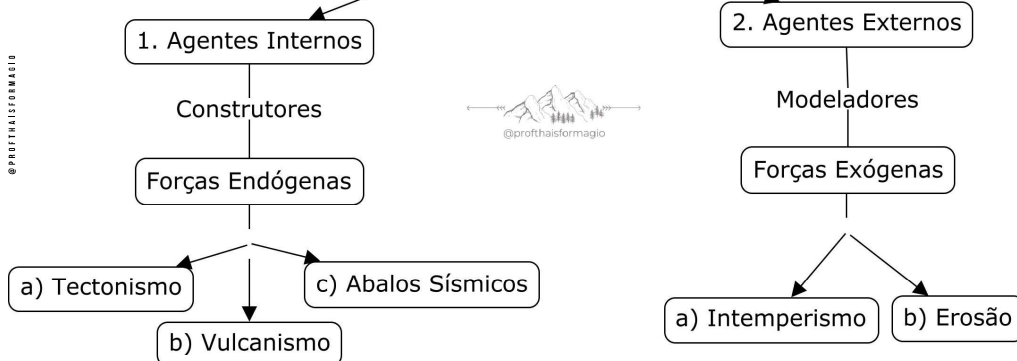 @PROFTHAISFORMAGIO
1. Agentes Internos
Construtores
Forças Endógenas
a) Tectonismo
b) Vulcanismo
c) Abalos Sísmicos
@profthaisformagio
2. Agentes Externos
Modeladores
Forças Exógenas
a) Intemperismo
b) Erosão